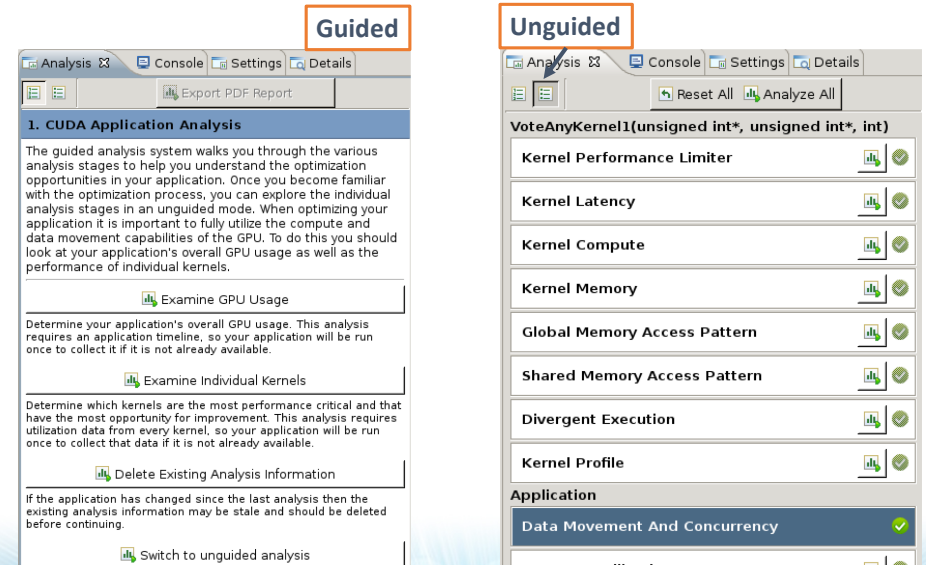 Guided
Analysis Console Settings Details
Export PDF Report
1. CUDA Application Analysis
The guided analysis system walks you through the various
analysis stages to help you understand the optimization
opportunities in your application. Once you become familiar
with the optimization process, you can explore the individual
analysis stages in an unguided mode. When optimizing your
application it is important to fully utilize the compute and
data movement capabilities of the GPU. To do this you should
look at your application's overall GPU usage as well as the
performance of individual kernels.
Examine GPU Usage
Determine your application's overall GPU usage. This analysis
requires an application timeline, so your application will be run
once to collect it if it is not already available.
Examine Individual Kernels
Determine which kernels are the most performance critical and that
have the most opportunity for improvement. This analysis requires
utilization data from every kernel, so your application will be run
once to collect that data if it is not already available.
Delete Existing Analysis Information
If the application has changed since the last analysis then the
existing analysis information may be stale and should be deleted
before continuing.
Switch to unguided analysis
Unguided
Analysis Console Settings Details
Reset All Analyze All
VoteAnyKernel1(unsigned int*, unsigned int*, int)
Kernel Performance Limiter
Kernel Latency
Kernel Compute
Kernel Memory
Global Memory Access Pattern
Shared Memory Access Pattern
Divergent Execution
Kernel Profile
Application
Data Movement And Concurrency